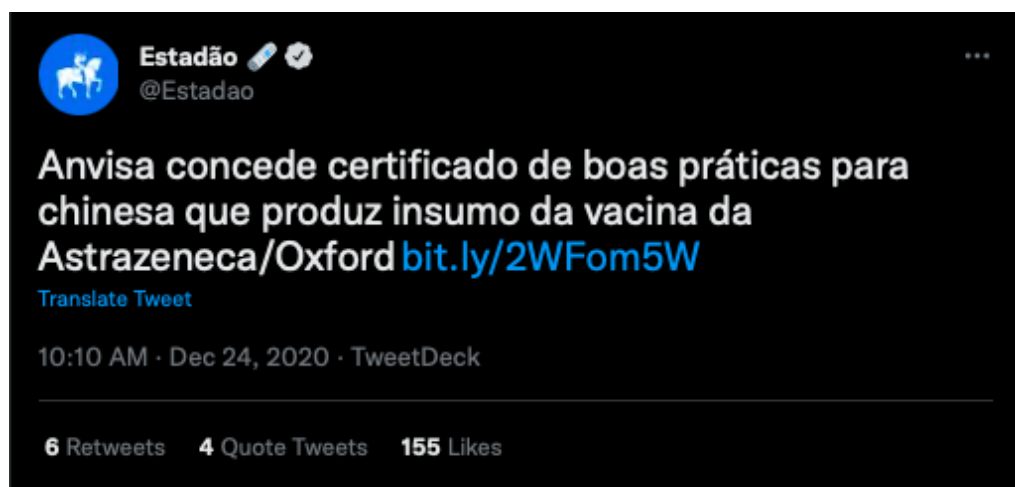 Estadão
@Estadao
Anvisa concede certificado de boas práticas para
chinesa que produz insumo da vacina da
Astrazeneca/Oxford bit.ly/2WFom5W
Translate Tweet
10:10 AM · Dec 24, 2020 · TweetDeck
6 Retweets 4 Quote Tweets 155 Likes